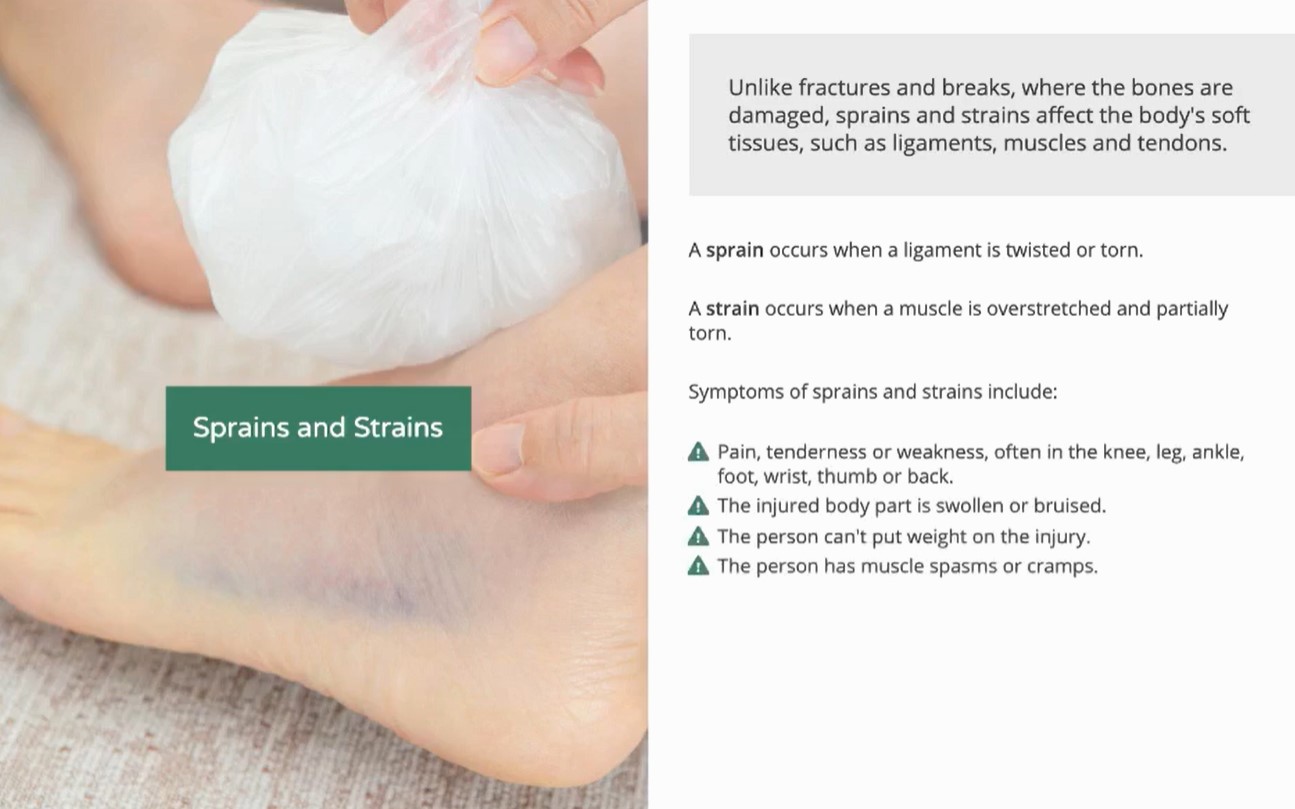 Sprains and Strains
Unlike fractures and breaks, where the bones are
damaged, sprains and strains affect the body's soft
tissues, such as ligaments, muscles and tendons.
A sprain occurs when a ligament is twisted or torn.
A strain occurs when a muscle is overstretched and partially
torn.
Symptoms of sprains and strains include:
Pain, tenderness or weakness, often in the knee, leg, ankle,
foot, wrist, thumb or back.
The injured body part is swollen or bruised.
The person can't put weight on the injury.
The person has muscle spasms or cramps.